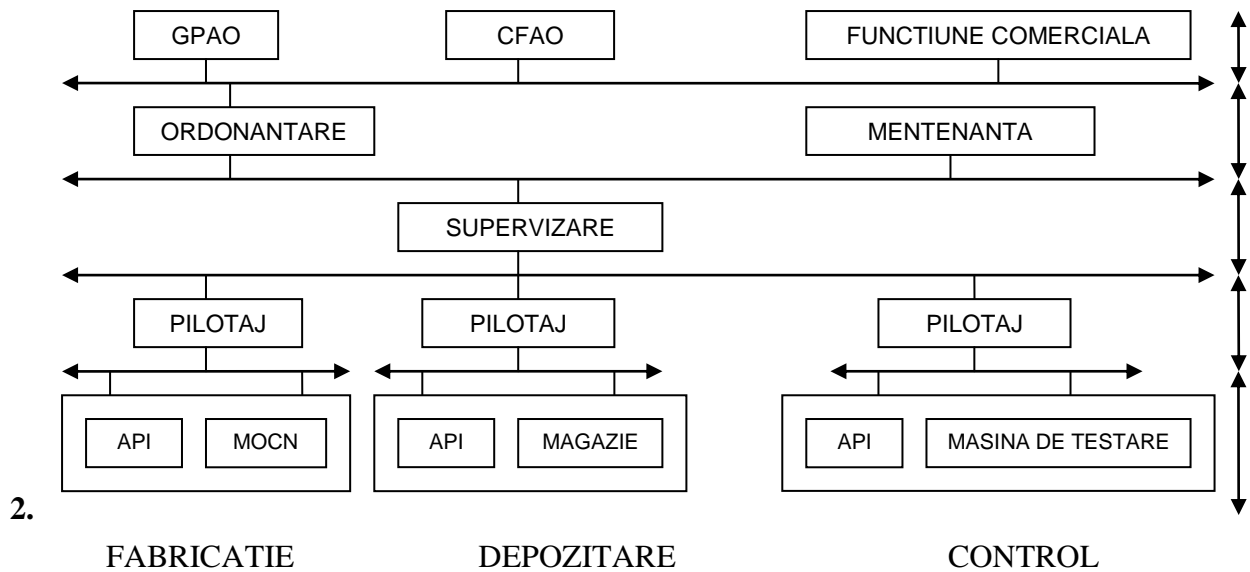 GPAO CFAO FUNCTIUNE COMERCIALA
ORDONANTARE MENTENANTA
SUPERVIZARE
PILOTAJ PILOTAJ PILOTAJ
API MOCN API MAGAZIE API MASINA DE TESTARE
2.
FABRICATIE DEPOZITARE CONTROL